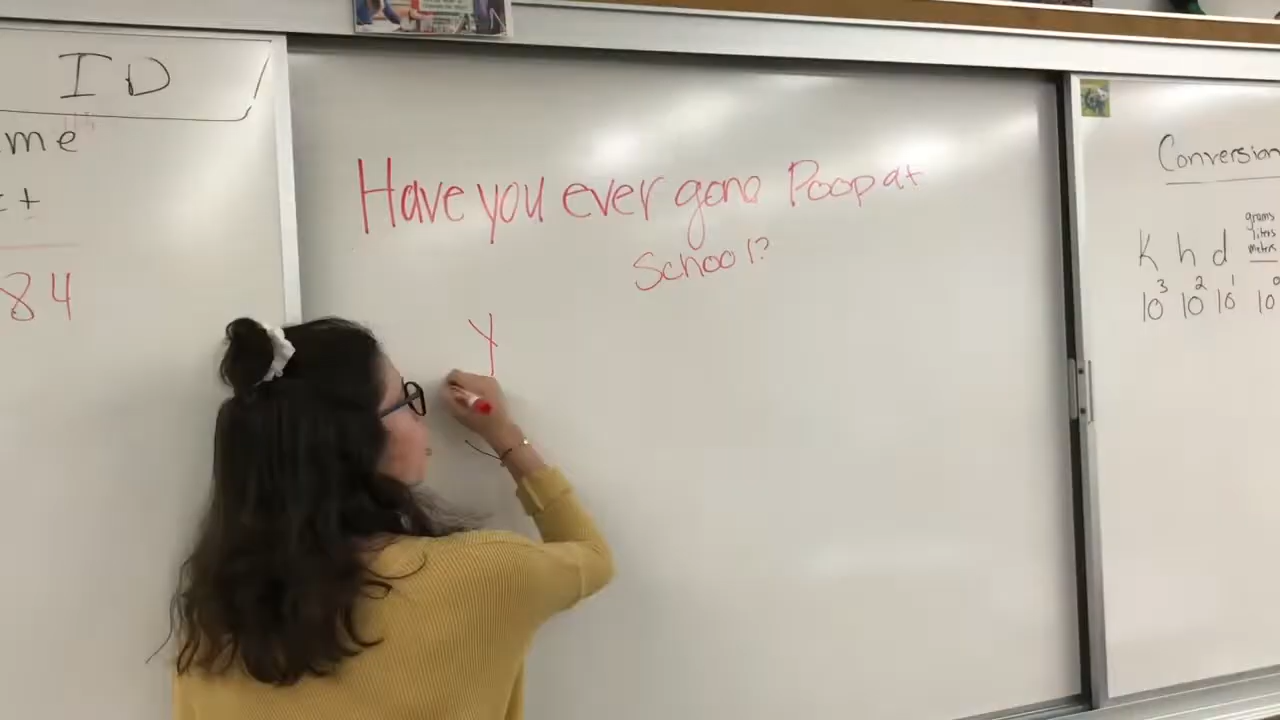 ID
me
t
84
Have you ever gone Poop at
School?
Y
Conversion
k h d grams
liters
meters
10³ 10² 10¹ 10⁰